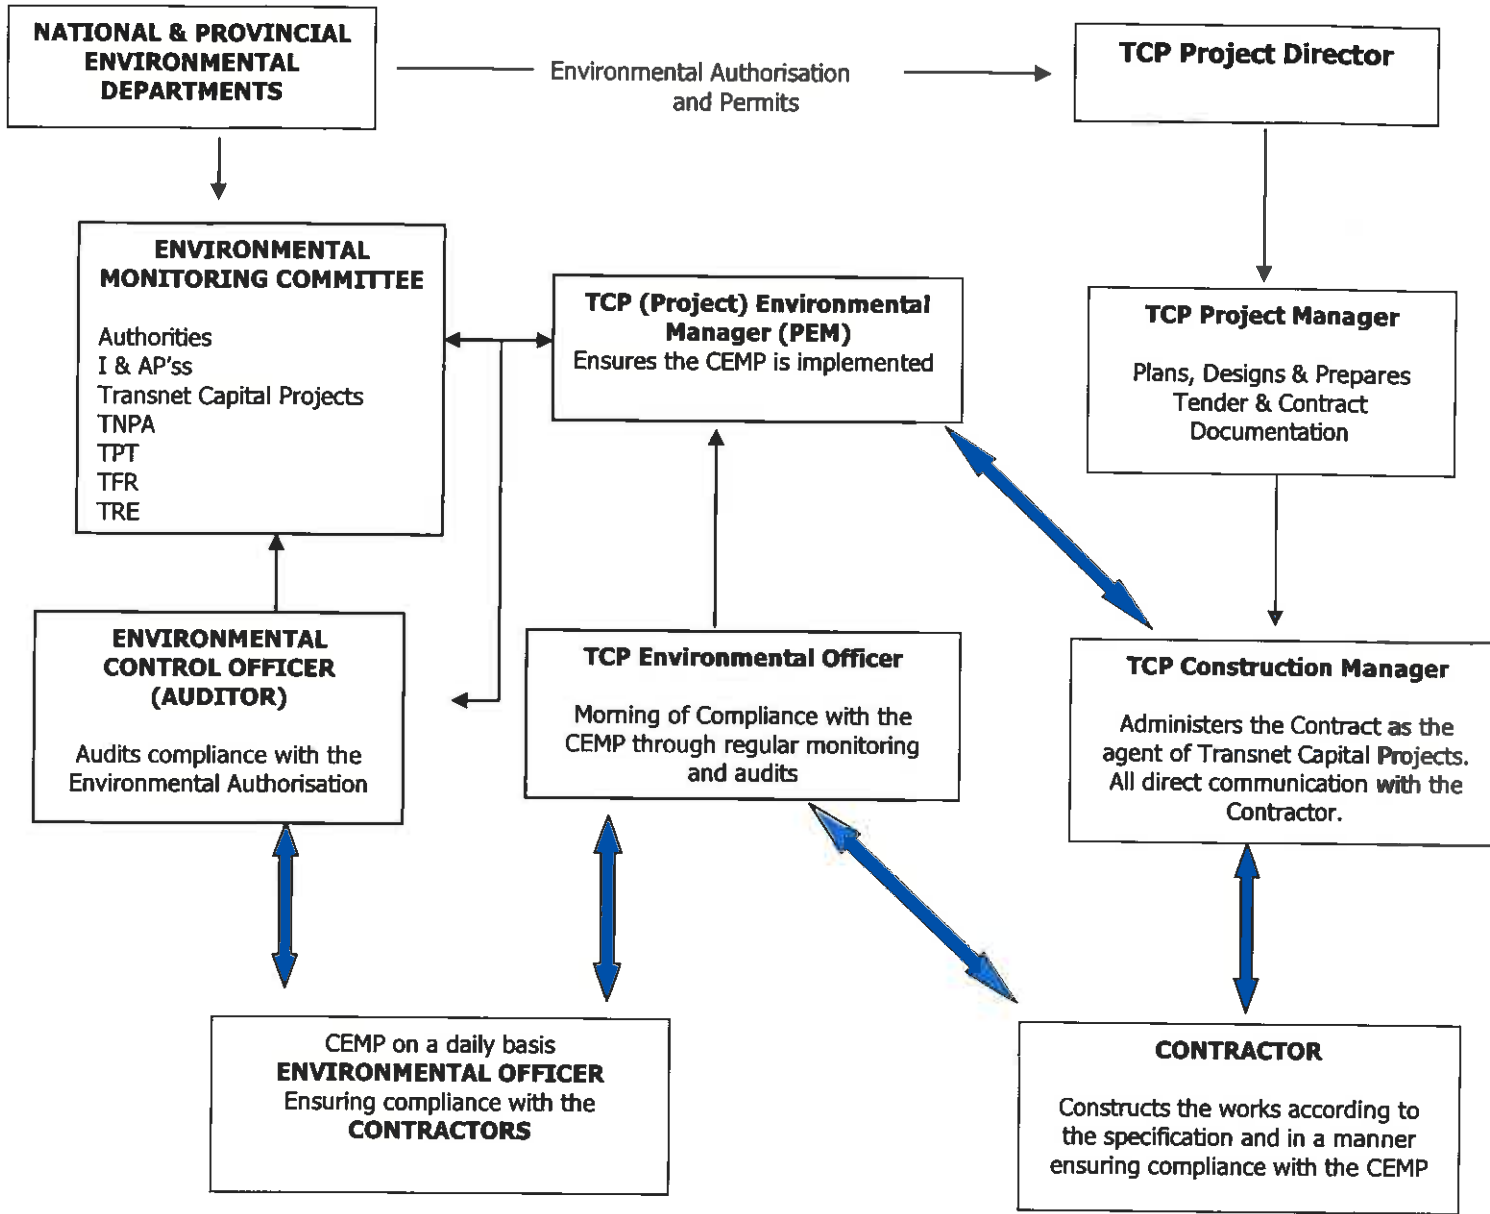 NATIONAL & PROVINCIAL
ENVIRONMENTAL
DEPARTMENTS
Environmental Authorisation
and Permits
TCP Project Director
ENVIRONMENTAL
MONITORING COMMITTEE
Authorities
I & AP'ss
Transnet Capital Projects
TNPA
TPT
TFR
TRE
TCP (Project) Environmental
Manager (PEM)
Ensures the CEMP is implemented
TCP Project Manager
Plans, Designs & Prepares
Tender & Contract
Documentation
ENVIRONMENTAL
CONTROL OFFICER
(AUDITOR)
Audits compliance with the
Environmental Authorisation
TCP Environmental Officer
Morning of Compliance with the
CEMP through regular monitoring
and audits
TCP Construction Manager
Administers the Contract as the
agent of Transnet Capital Projects.
All direct communication with the
Contractor.
CEMP on a daily basis
ENVIRONMENTAL OFFICER
Ensuring compliance with the
CONTRACTORS
CONTRACTOR
Constructs the works according to
the specification and in a manner
ensuring compliance with the CEMP